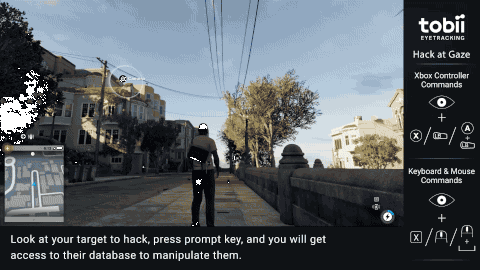 tobii
EYETRACKING
Hack at Gaze
Xbox Controller
Commands
+
X / / A
Keyboard & Mouse
Commands
+
X / /
+
Look at your target to hack, press prompt key, and you will get
access to their database to manipulate them.